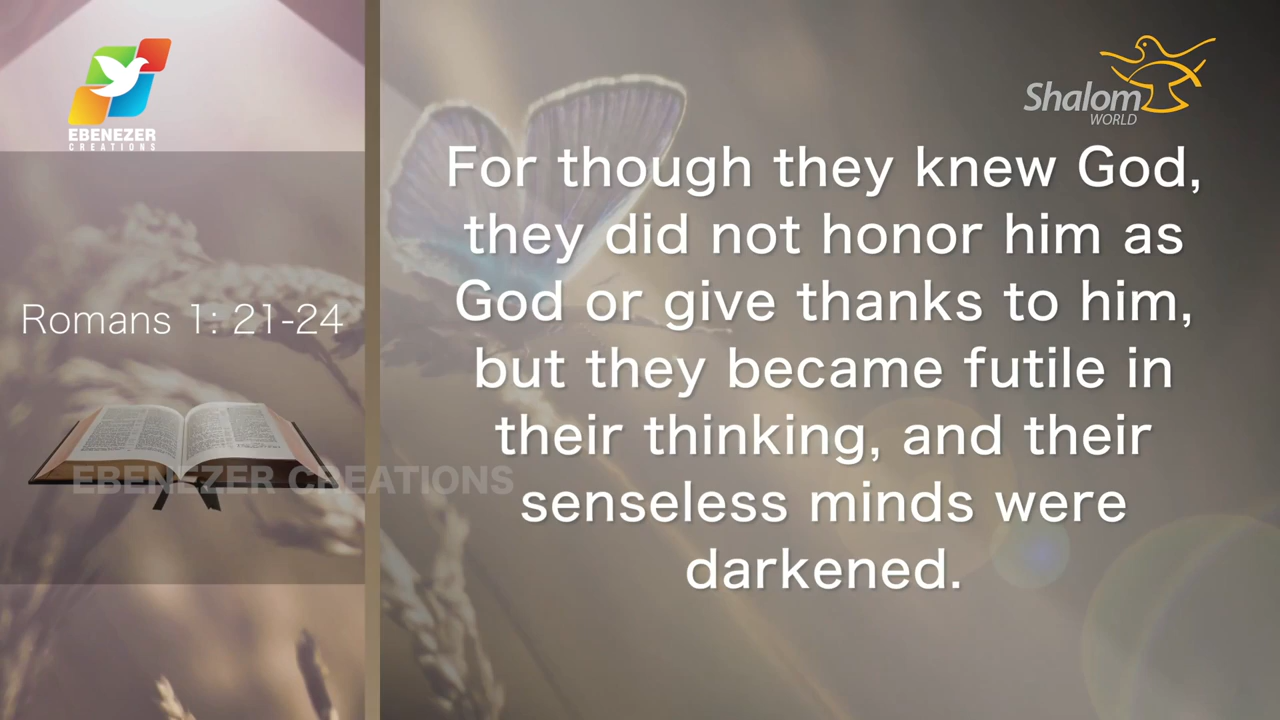 EBENEZER
CREATIONS
Shalom
WORLD
Romans 1: 21-24
For though they knew God,
they did not honor him as
God or give thanks to him,
but they became futile in
their thinking, and their
senseless minds were
darkened.
EBENEZER CREATIONS